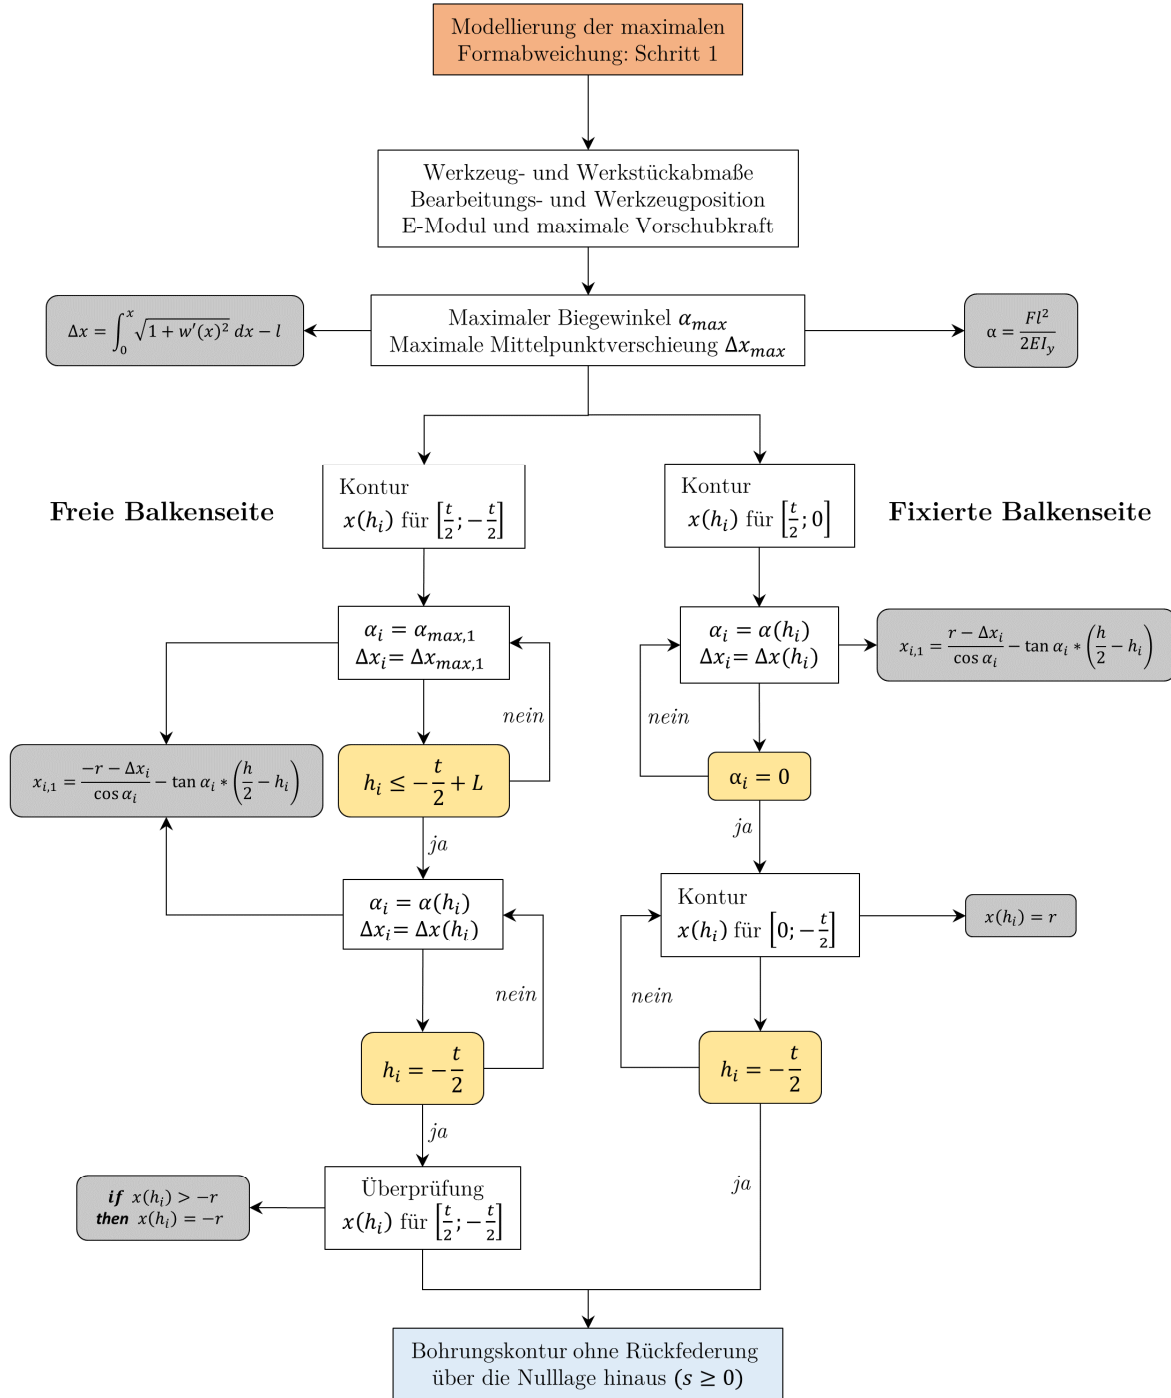 Modellierung der maximalen
Formabweichung: Schritt 1
Werkzeug- und Werkstückabmaße
Bearbeitungs- und Werkzeugposition
E-Modul und maximale Vorschubkraft
Δx = ∫₀ˣ √(1 + w′(x)²) dx − l
Maximaler Biegewinkel α_max
Maximale Mittelpunktverschieung Δx_max
α = Fl² / 2EI_y
Freie Balkenseite
Kontur
x(h_i) für [t/2; −t/2]
Kontur
x(h_i) für [t/2; 0]
Fixierte Balkenseite
α_i = α_max,1
Δx_i = Δx_max,1
α_i = α(h_i)
Δx_i = Δx(h_i)
x_i,1 = (r − Δx_i)/cos α_i − tan α_i * (h/2 − h_i)
nein
nein
x_i,1 = (−r − Δx_i)/cos α_i − tan α_i * (h/2 − h_i)
h_i ≤ −t/2 + L
α_i = 0
ja
ja
α_i = α(h_i)
Δx_i = Δx(h_i)
Kontur
x(h_i) für [0; −t/2]
x(h_i) = r
nein
nein
h_i = −t/2
h_i = −t/2
ja
ja
if x(h_i) > −r
then x(h_i) = −r
Überprüfung
x(h_i) für [t/2; −t/2]
Bohrungskontur ohne Rückfederung
über die Nulllage hinaus (s ≥ 0)